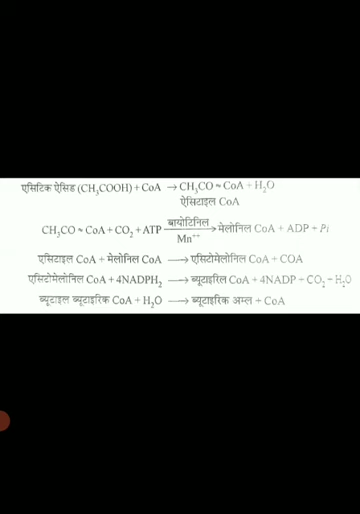 एसिटिक ऐसिड (CH₃COOH) + CoA → CH₃CO ≈ CoA + H₂O
ऐसिटाइल CoA
CH₃CO ≈ CoA + CO₂ + ATP बायोटिनिल Mn⁺⁺ → मेलोनिल CoA + ADP + Pi
एसिटाइल CoA + मेलोनिल CoA → एसिटोमेलोनिल CoA + COA
एसिटोमेलोनिल CoA + 4NADPH₂ → ब्यूटाइरिल CoA + 4NADP + CO₂ + H₂O
ब्यूटाइल ब्यूटाइरिक CoA + H₂O → ब्यूटाइरिक अम्ल + CoA